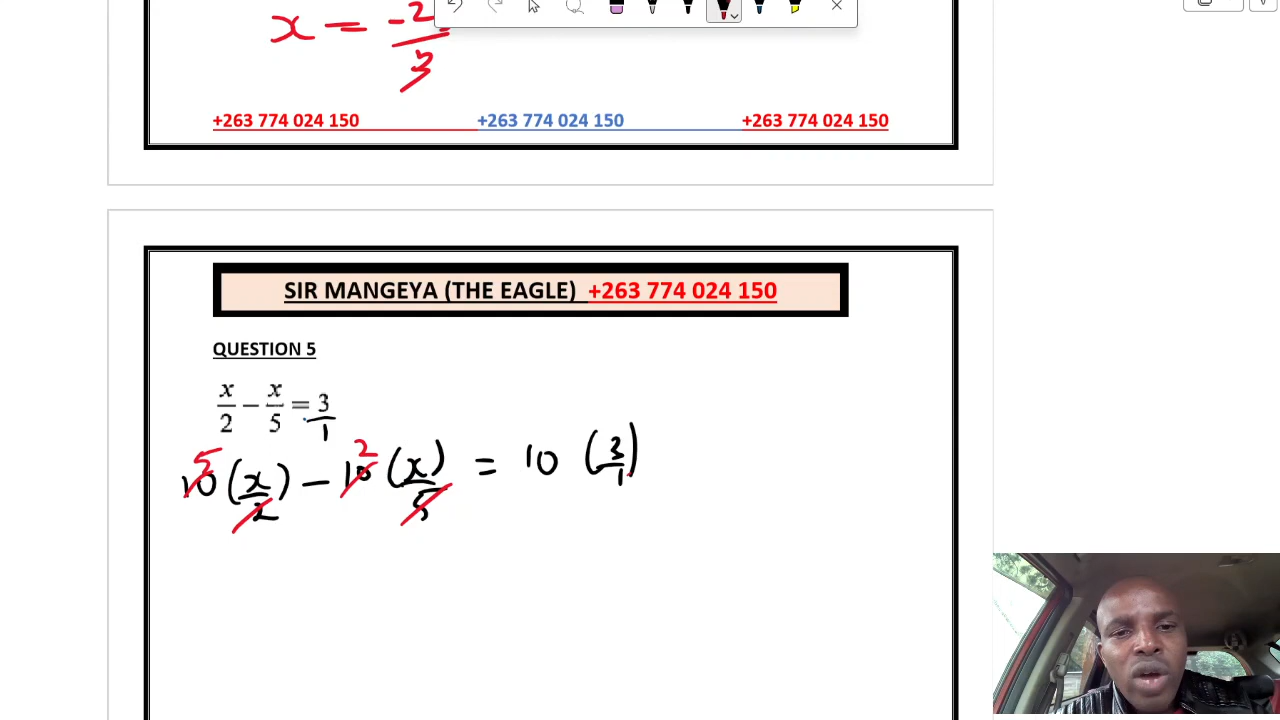 x = -2
3
+263 774 024 150 +263 774 024 150 +263 774 024 150
SIR MANGEYA (THE EAGLE) +263 774 024 150
QUESTION 5
x/2 − x/5 = 3/1
5 2
10 (x/2) − 10 (x/5) = 10 (3/1)